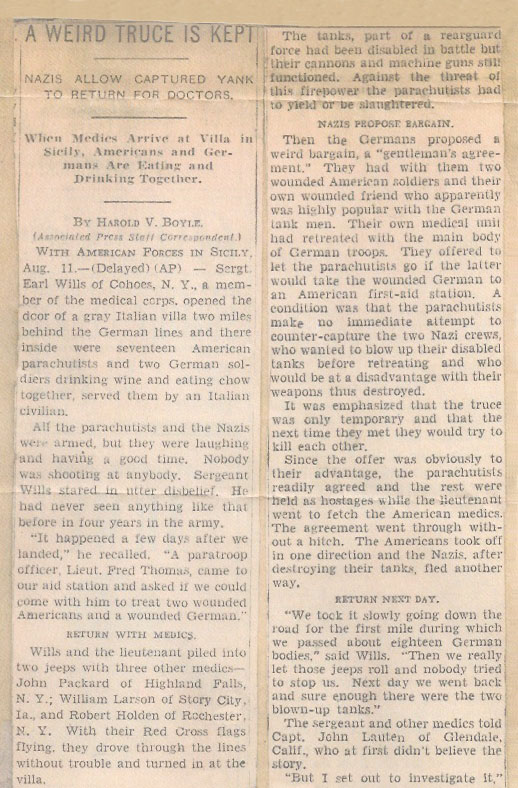 A WEIRD TRUCE IS KEPT
NAZIS ALLOW CAPTURED YANK
TO RETURN FOR DOCTORS.
When Medics Arrive at Villa in
Sicily, Americans and Ger-
mans Are Eating and
Drinking Together.
BY HAROLD V. BOYLE.
(Associated Press Staff Correspondent.)
WITH AMERICAN FORCES IN SICILY,
Aug. 11.—(Delayed) (AP) — Sergt.
Earl Wills of Cohoes, N. Y., a mem-
ber of the medical corps, opened the
door of a gray Italian villa two miles
behind the German lines and there
inside were seventeen American
parachutists and two German sol-
diers drinking wine and eating chow
together, served them by an Italian
civilian.
All the parachutists and the Nazis
were armed, but they were laughing
and having a good time. Nobody
was shooting at anybody. Sergeant
Wills stared in utter disbelief. He
had never seen anything like that
before in four years in the army.
"It happened a few days after we
landed," he recalled. "A paratroop
officer, Lieut. Fred Thomas, came to
our aid station and asked if we could
come with him to treat two wounded
Americans and a wounded German."
RETURN WITH MEDICS.
Wills and the lieutenant piled into
two jeeps with three other medics—
John Packard of Highland Falls,
N. Y.; William Larson of Story City,
Ia., and Robert Holden of Rochester,
N. Y. With their Red Cross flags
flying, they drove through the lines
without trouble and turned in at the
villa.
The tanks, part of a rearguard
force had been disabled in battle but
their cannons and machine guns still
functioned. Against the threat of
this firepower the parachutists had
to yield or be slaughtered.
NAZIS PROPOSE BARGAIN.
Then the Germans proposed a
weird bargain, a "gentleman's agree-
ment." They had with them two
wounded American soldiers and their
own wounded friend who apparently
was highly popular with the German
tank men. Their own medical unit
had retreated with the main body
of German troops. They offered to
let the parachutists go if the latter
would take the wounded German to
an American first-aid station. A
condition was that the parachutists
make no immediate attempt to
counter-capture the two Nazi crews,
who wanted to blow up their disabled
tanks before retreating and who
would be at a disadvantage with their
weapons thus destroyed.
It was emphasized that the truce
was only temporary and that the
next time they met they would try to
kill each other.
Since the offer was obviously to
their advantage, the parachutists
readily agreed and the rest were
held as hostages while the lieutenant
went to fetch the American medics.
The agreement went through with-
out a hitch. The Americans took off
in one direction and the Nazis, after
destroying their tanks, fled another
way.
RETURN NEXT DAY.
"We took it slowly going down the
road for the first mile during which
we passed about eighteen German
bodies," said Wills. "Then we really
let those jeeps roll and nobody tried
to stop us. Next day we went back
and sure enough there were the two
blown-up tanks."
The sergeant and other medics told
Capt. John Lauten of Glendale,
Calif., who at first didn't believe the
story.
"But I set out to investigate it,"